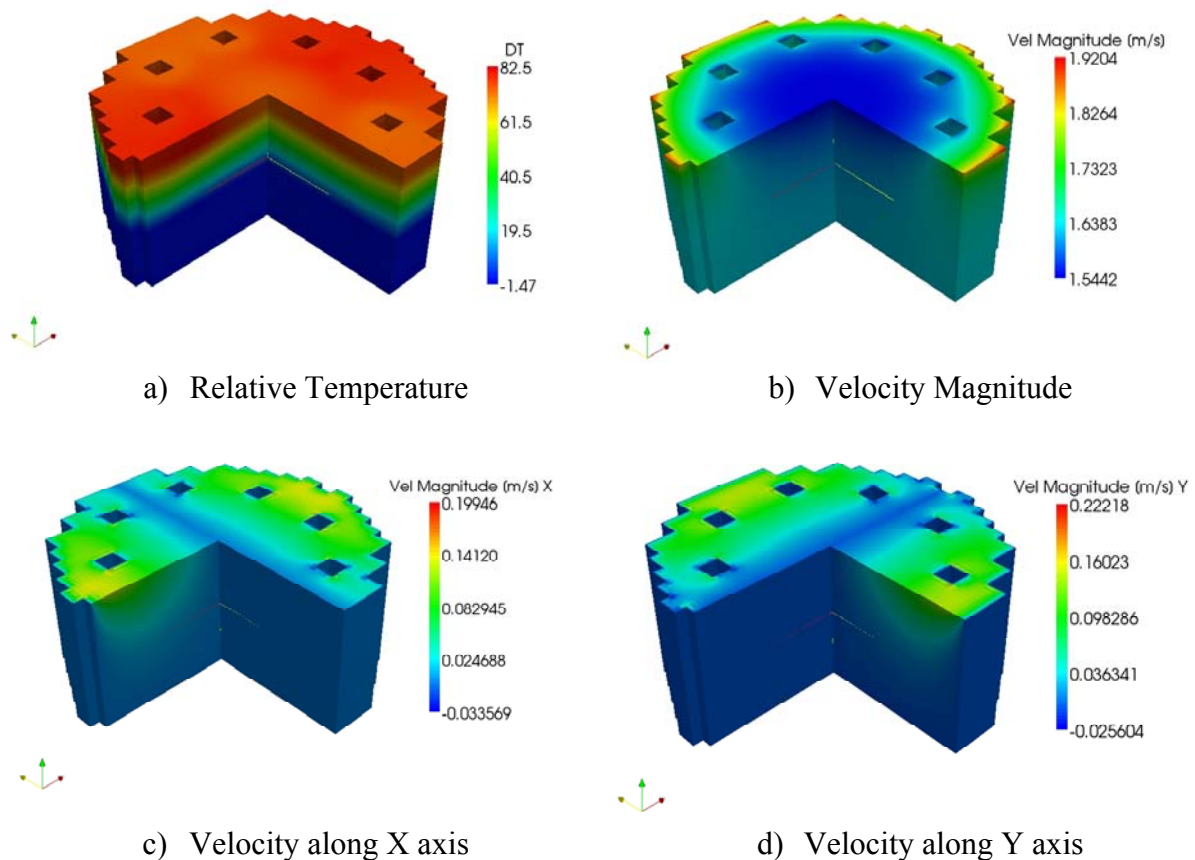 DT
82.5
61.5
40.5
19.5
-1.47
a) Relative Temperature
Vel Magnitude (m/s)
1.9204
1.8264
1.7323
1.6383
1.5442
b) Velocity Magnitude
Vel Magnitude (m/s) X
0.19946
0.14120
0.082945
0.024688
-0.033569
c) Velocity along X axis
Vel Magnitude (m/s) Y
0.22218
0.16023
0.098286
0.036341
-0.025604
d) Velocity along Y axis